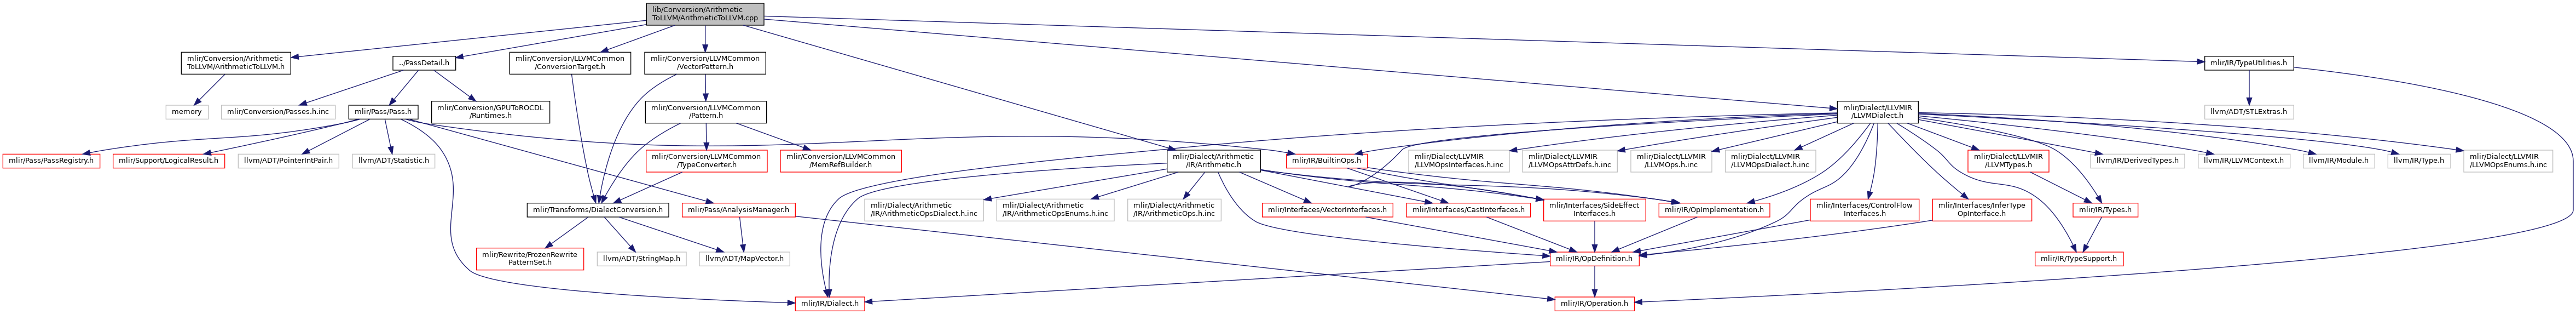 lib/Conversion/Arithmetic
ToLLVM/ArithmeticToLLVM.cpp
mlir/Conversion/Arithmetic
ToLLVM/ArithmeticToLLVM.h
../PassDetail.h
mlir/Conversion/LLVMCommon
/ConversionTarget.h
mlir/Conversion/LLVMCommon
/VectorPattern.h
mlir/IR/TypeUtilities.h
memory
mlir/Conversion/Passes.h.inc
mlir/Pass/Pass.h
mlir/Conversion/GPUToROCDL
/Runtimes.h
mlir/Conversion/LLVMCommon
/Pattern.h
mlir/Dialect/LLVMIR
/LLVMDialect.h
llvm/ADT/STLExtras.h
mlir/Pass/PassRegistry.h
mlir/Support/LogicalResult.h
llvm/ADT/PointerIntPair.h
llvm/ADT/Statistic.h
mlir/Conversion/LLVMCommon
/TypeConverter.h
mlir/Conversion/LLVMCommon
/MemRefBuilder.h
mlir/Dialect/Arithmetic
/IR/Arithmetic.h
mlir/IR/BuiltinOps.h
mlir/Dialect/LLVMIR
/LLVMOpsInterfaces.h.inc
mlir/Dialect/LLVMIR
/LLVMOpsAttrDefs.h.inc
mlir/Dialect/LLVMIR
/LLVMOps.h.inc
mlir/Dialect/LLVMIR
/LLVMOpsDialect.h.inc
mlir/Dialect/LLVMIR
/LLVMTypes.h
llvm/IR/DerivedTypes.h
llvm/IR/LLVMContext.h
llvm/IR/Module.h
llvm/IR/Type.h
mlir/Dialect/LLVMIR
/LLVMOpsEnums.h.inc
mlir/Transforms/DialectConversion.h
mlir/Pass/AnalysisManager.h
mlir/Dialect/Arithmetic
/IR/ArithmeticOpsDialect.h.inc
mlir/Dialect/Arithmetic
/IR/ArithmeticOpsEnums.h.inc
mlir/Dialect/Arithmetic
/IR/ArithmeticOps.h.inc
mlir/Interfaces/VectorInterfaces.h
mlir/Interfaces/CastInterfaces.h
mlir/Interfaces/SideEffect
Interfaces.h
mlir/IR/OpImplementation.h
mlir/Interfaces/ControlFlow
Interfaces.h
mlir/Interfaces/InferType
OpInterface.h
mlir/IR/Types.h
mlir/Rewrite/FrozenRewrite
PatternSet.h
llvm/ADT/StringMap.h
llvm/ADT/MapVector.h
mlir/IR/OpDefinition.h
mlir/IR/TypeSupport.h
mlir/IR/Dialect.h
mlir/IR/Operation.h